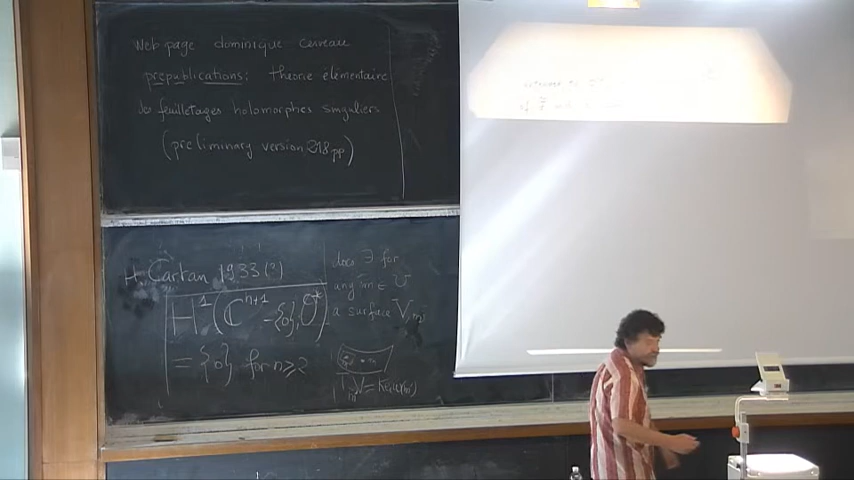 Web page dominique cerveau
prepublications: theorie élémentaire
des feuilletages holomorphes singuliers
(preliminary version 218 pp)
H. Cartan 1933 (?)
H¹(ℂⁿ⁺¹-{0}, O*)
= {0} for n≥2
does ∃ for
any m ∈ U
a surface V,m